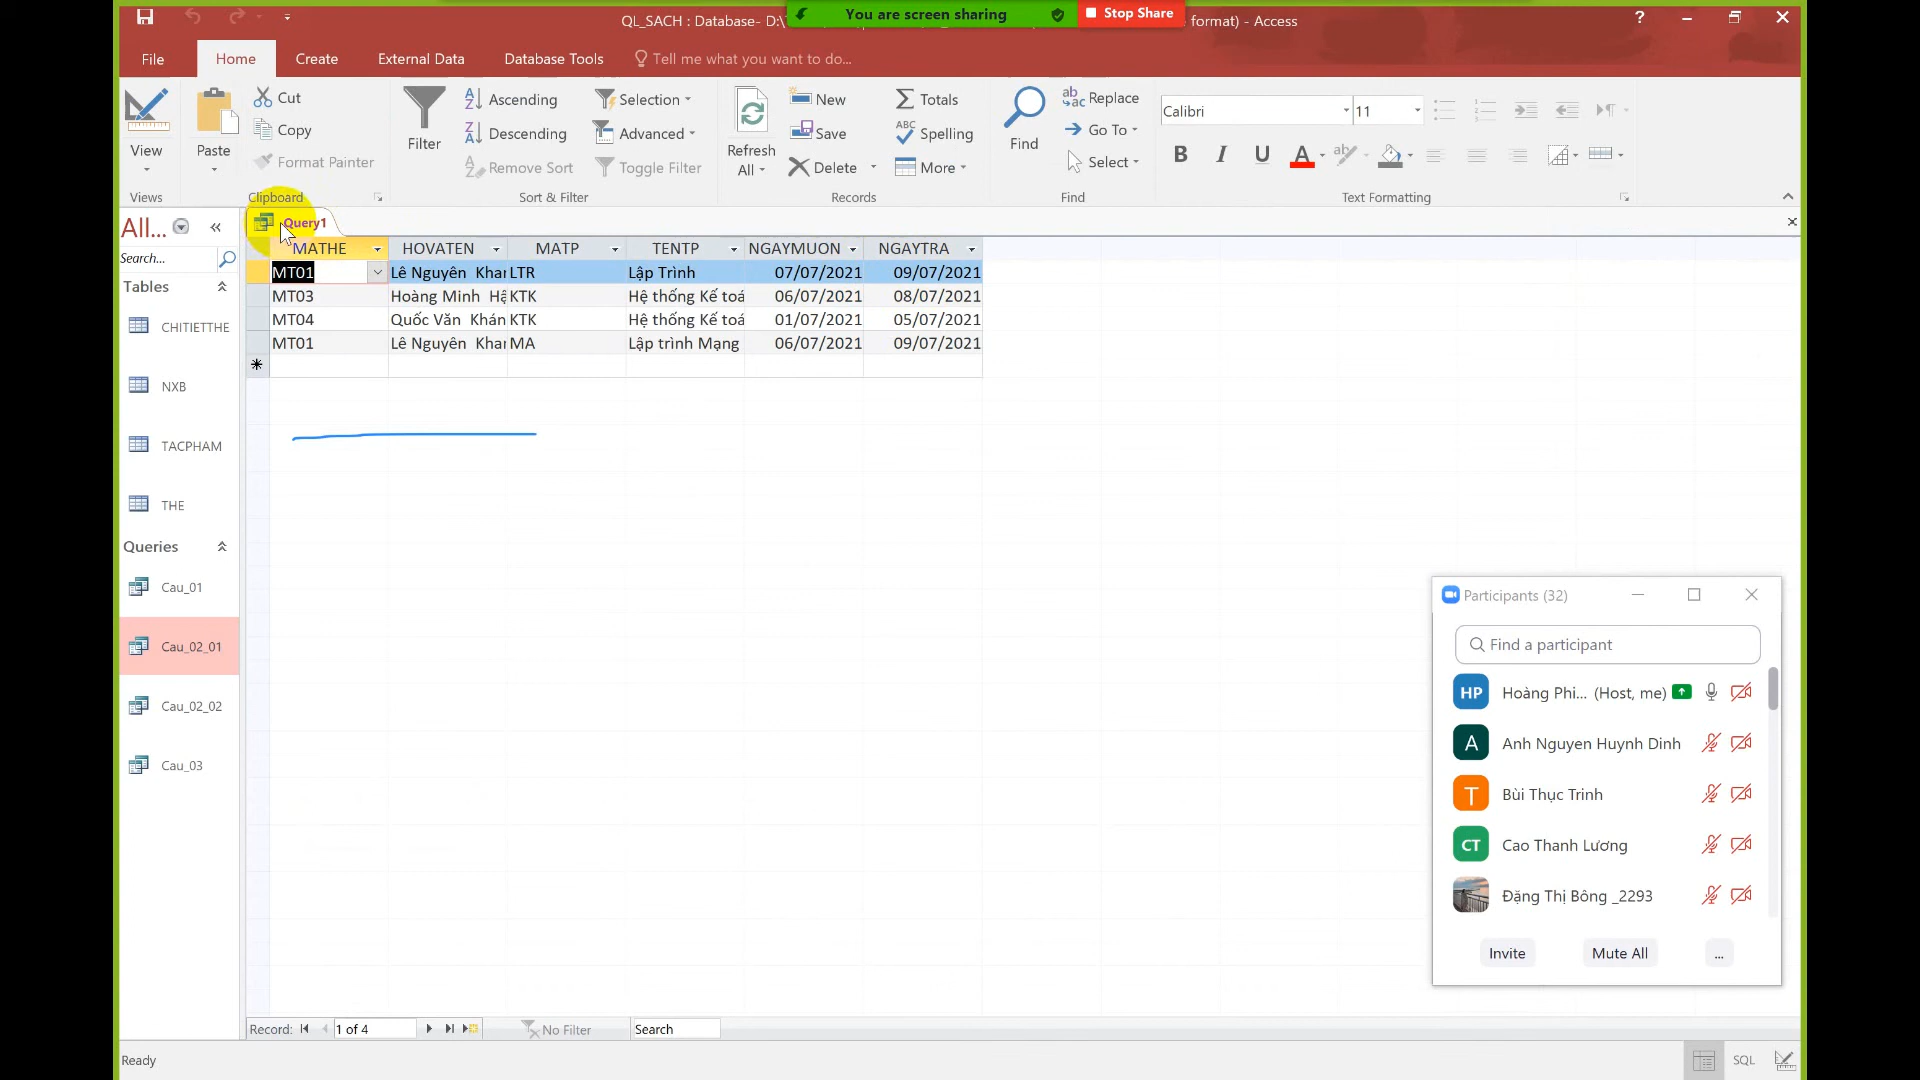 QL_SACH : Database- D:\
You are screen sharing
Stop Share
format) - Access
?
File
Home
Create
External Data
Database Tools
Tell me what you want to do...
View
Paste
Cut
Copy
Format Painter
Filter
Ascending
Descending
Remove Sort
Selection
Advanced
Toggle Filter
Refresh All
New
Save
Delete
Totals
Spelling
More
Find
Replace
Go To
Select
Calibri
11
B I U A
Views
Clipboard
Sort & Filter
Records
Find
Text Formatting
All...
Search...
Tables
CHITIETTHE
NXB
TACPHAM
THE
Queries
Cau_01
Cau_02_01
Cau_02_02
Cau_03
Query1
MATHE HOVATEN MATP TENTP NGAYMUON NGAYTRA
MT01 Lê Nguyên Khar LTR Lập Trình 07/07/2021 09/07/2021
MT03 Hoàng Minh Hậ KTK Hệ thống Kế toá 06/07/2021 08/07/2021
MT04 Quốc Văn Khán KTK Hệ thống Kế toá 01/07/2021 05/07/2021
MT01 Lê Nguyên Khar MA Lập trình Mạng 06/07/2021 09/07/2021
Participants (32)
Find a participant
HP Hoàng Phi... (Host, me)
A Anh Nguyen Huynh Dinh
T Bùi Thục Trinh
CT Cao Thanh Lương
Đặng Thị Bông _2293
Invite Mute All ...
Record: 1 of 4 No Filter Search
Ready
SQL